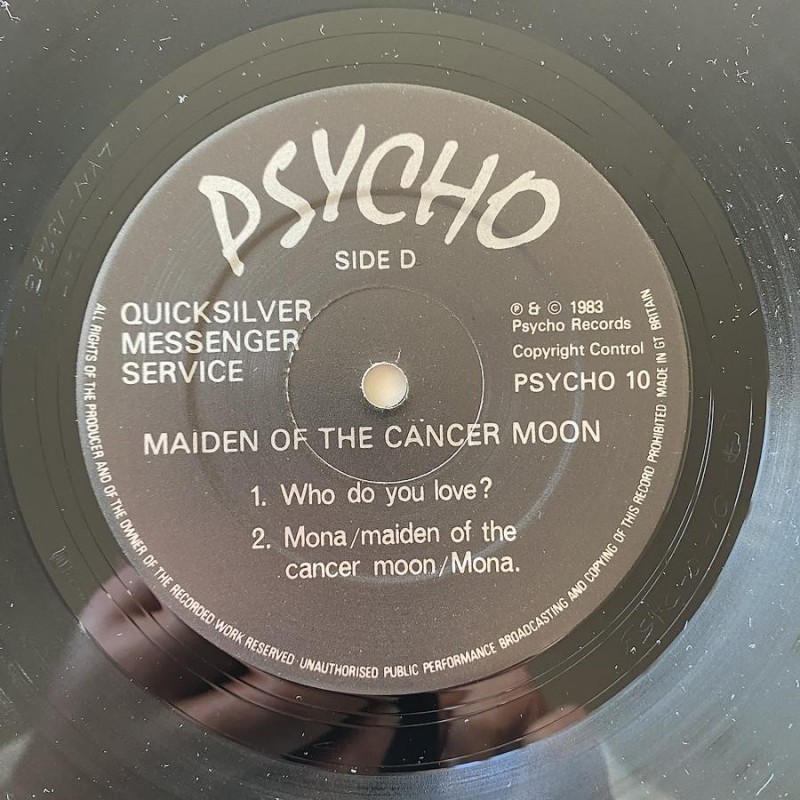 PSYCHO
SIDE D
QUICKSILVER
MESSENGER
SERVICE
℗ & © 1983
Psycho Records
Copyright Control
PSYCHO 10
MAIDEN OF THE CANCER MOON
1. Who do you love?
2. Mona/maiden of the
cancer moon/Mona.
ALL RIGHTS OF THE PRODUCER AND OF THE OWNER OF THE RECORDED WORK RESERVED · UNAUTHORISED PUBLIC PERFORMANCE BROADCASTING AND COPYING OF THIS RECORD PROHIBITED MADE IN GT BRITAIN